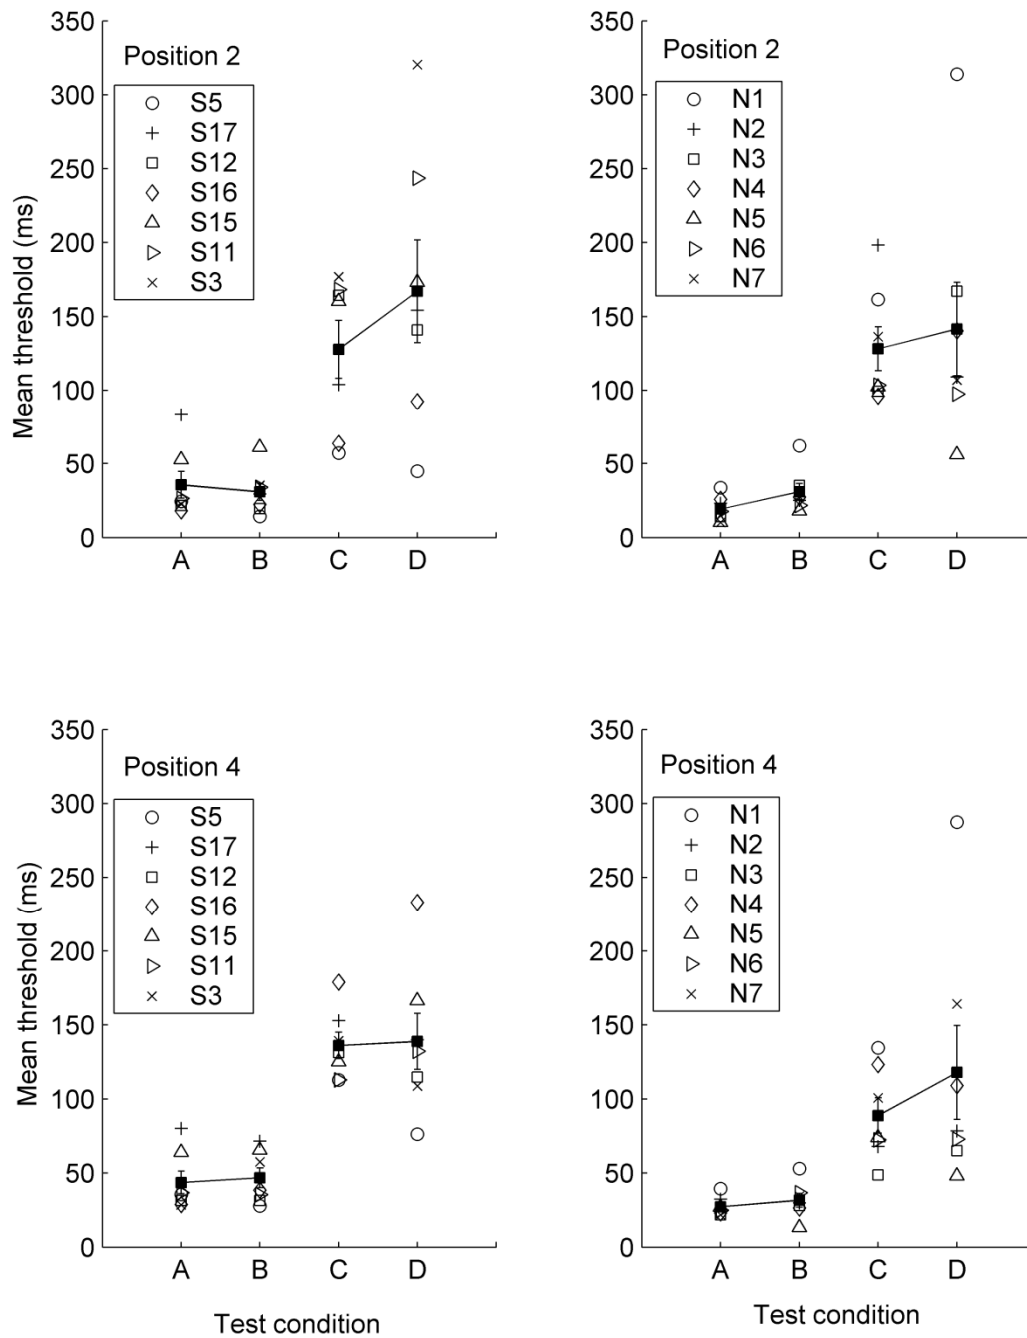 350
300
250
200
150
100
50
0
Mean threshold (ms)
Position 2
S5
S17
S12
S16
S15
S11
S3
A B C D
350
300
250
200
150
100
50
0
Position 2
N1
N2
N3
N4
N5
N6
N7
A B C D
350
300
250
200
150
100
50
0
Mean threshold (ms)
Position 4
S5
S17
S12
S16
S15
S11
S3
A B C D
Test condition
350
300
250
200
150
100
50
0
Position 4
N1
N2
N3
N4
N5
N6
N7
A B C D
Test condition